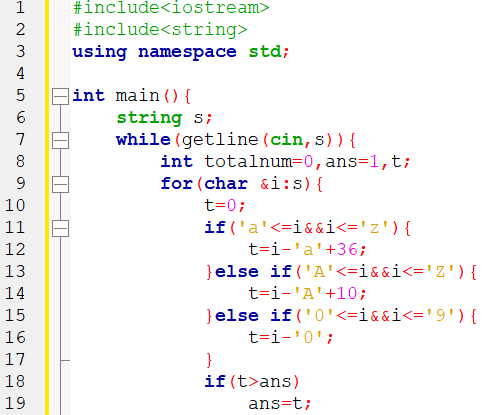 1 #include<iostream>
2 #include<string>
3 using namespace std;
4
5 int main(){
6 string s;
7 while(getline(cin,s)){
8 int totalnum=0,ans=1,t;
9 for(char &i:s){
10 t=0;
11 if('a'<=i&&i<='z'){
12 t=i-'a'+36;
13 }else if('A'<=i&&i<='Z'){
14 t=i-'A'+10;
15 }else if('0'<=i&&i<='9'){
16 t=i-'0';
17 }
18 if(t>ans)
19 ans=t;